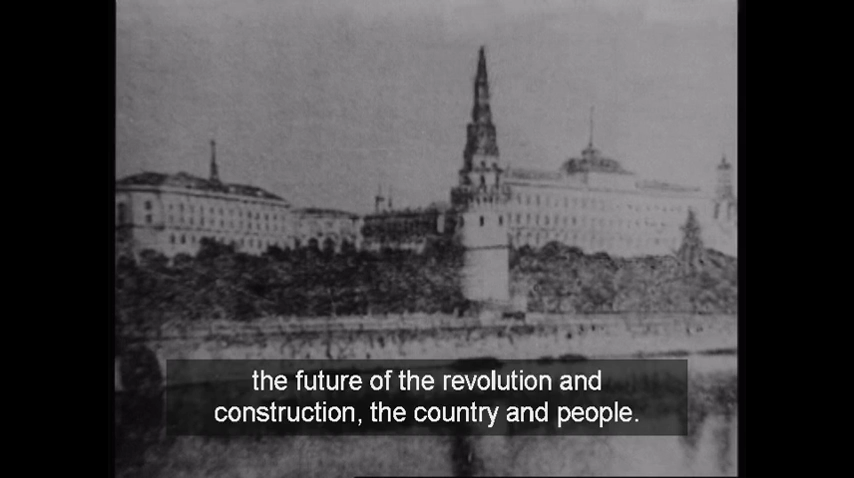 the future of the revolution and
construction, the country and people.